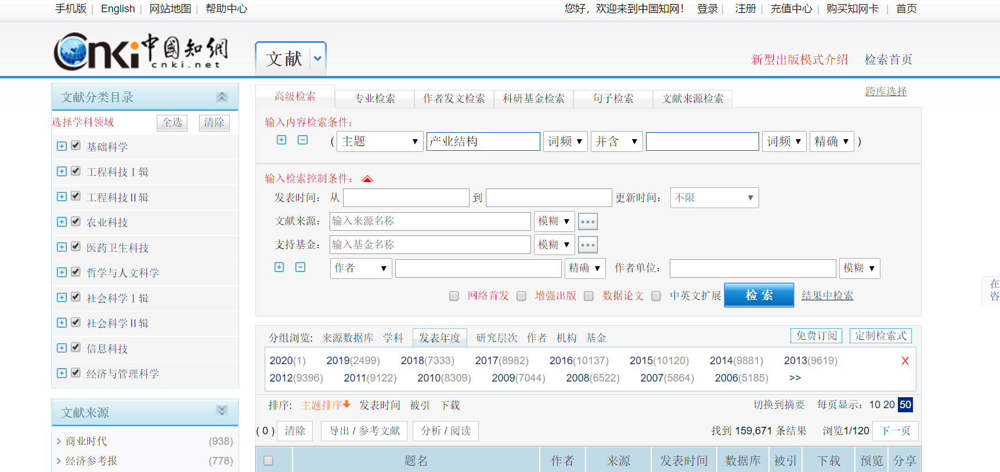 手机版 | English | 网站地图 | 帮助中心
您好，欢迎来到中国知网！ 登录 | 注册 | 充值中心 | 购买知网卡 | 首页
Cnki 中國知網
cnki.net
文献
新型出版模式介绍 检索首页
文献分类目录
选择学科领域 全选 清除
基础科学
工程科技Ⅰ辑
工程科技Ⅱ辑
农业科技
医药卫生科技
哲学与人文科学
社会科学Ⅰ辑
社会科学Ⅱ辑
信息科技
经济与管理科学
文献来源
商业时代 (938)
经济参考报 (778)
高级检索 专业检索 作者发文检索 科研基金检索 句子检索 文献来源检索 跨库选择
输入内容检索条件：
( 主题 产业结构 词频 并含 词频 精确 )
输入检索控制条件：
发表时间： 从 到 更新时间： 不限
文献来源： 输入来源名称 模糊 ...
支持基金： 输入基金名称 模糊 ...
作者 精确 作者单位： 模糊
网络首发 增强出版 数据论文 中英文扩展 检索 结果中检索
分组浏览: 来源数据库 学科 发表年度 研究层次 作者 机构 基金 免费订阅 定制检索式
2020(1) 2019(2499) 2018(7333) 2017(8982) 2016(10137) 2015(10120) 2014(9881) 2013(9619) X
2012(9396) 2011(9122) 2010(8309) 2009(7044) 2008(6522) 2007(5864) 2006(5185) >>
排序: 主题排序 发表时间 被引 下载 切换到摘要 每页显示： 10 20 50
( 0 ) 清除 导出 / 参考文献 分析 / 阅读 找到 159,671 条结果 浏览1/120 下一页
题名 作者 来源 发表时间 数据库 被引 下载 预览 分享
在
咨